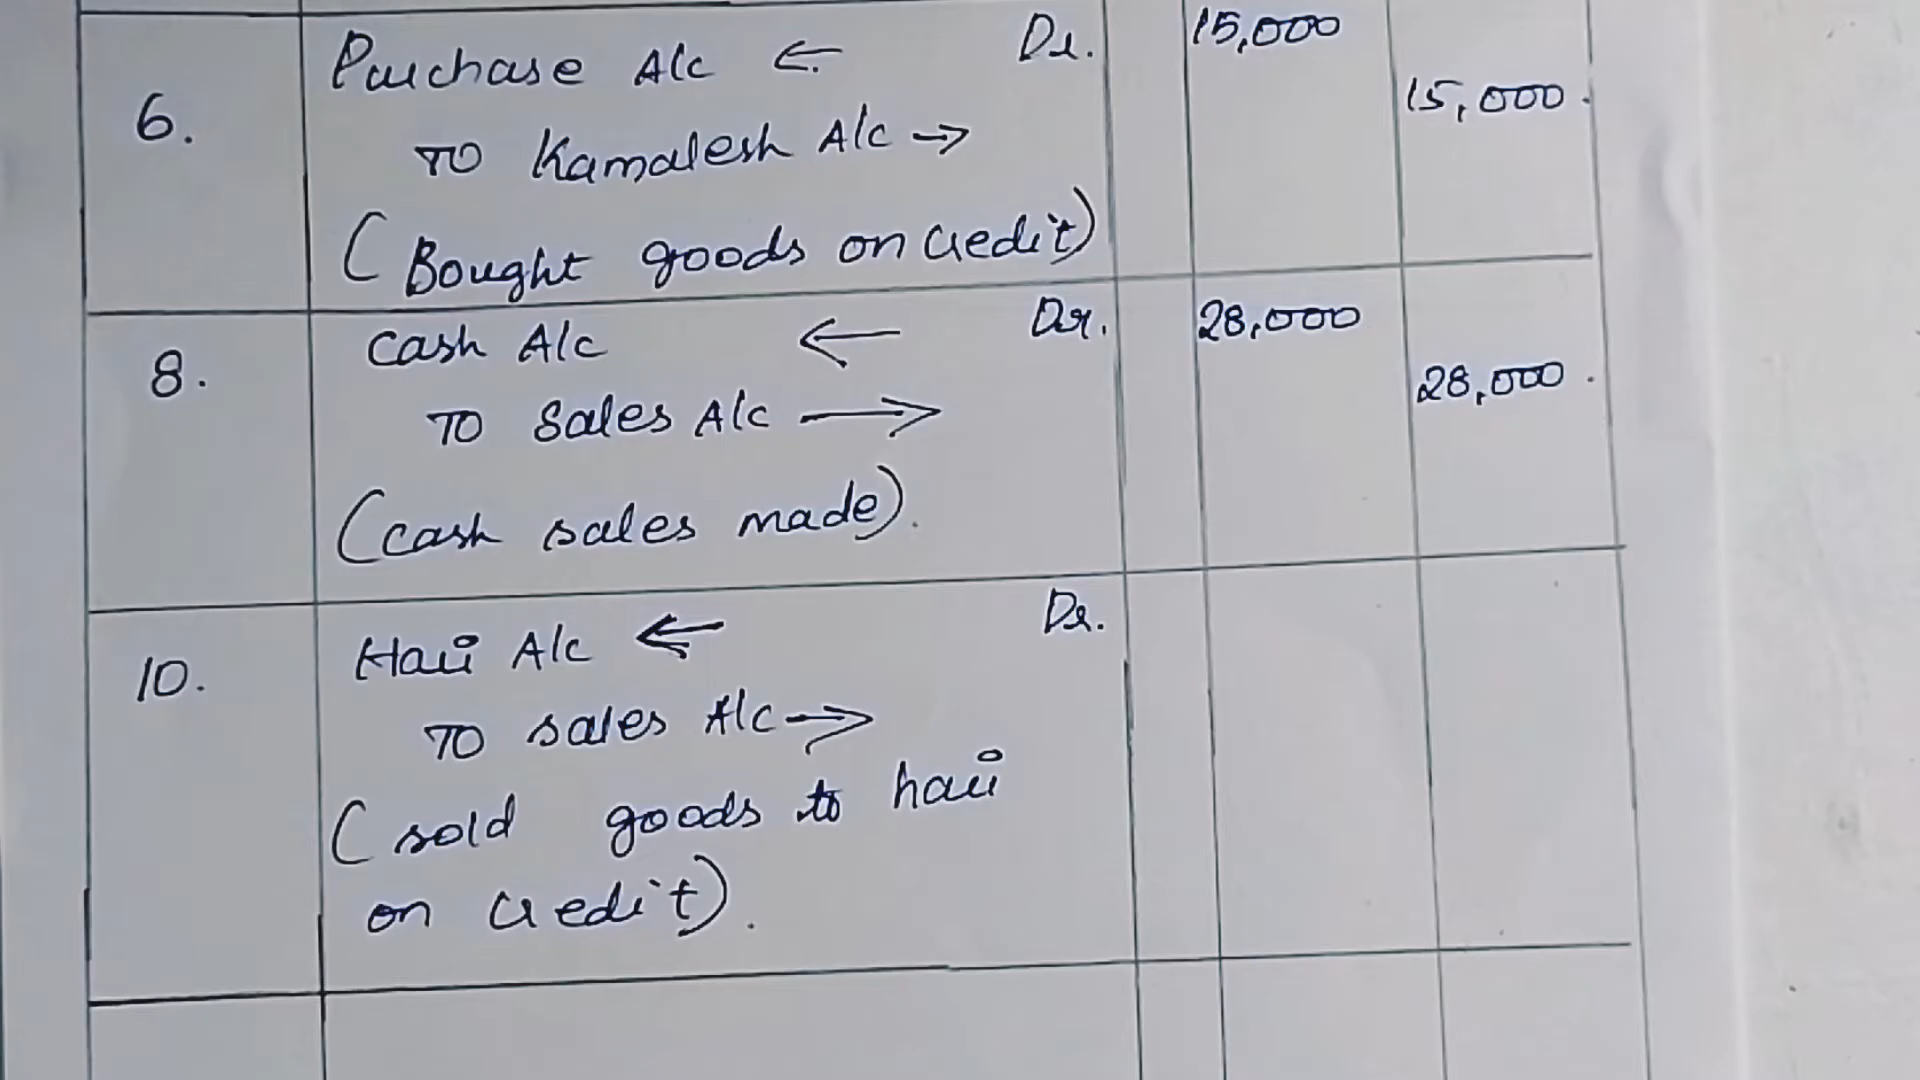 6. Purchase A/c ← Dr. 15,000
To Kamalesh A/c → 15,000.
(Bought goods on credit)
8. Cash A/c ← Dr. 28,000
To Sales A/c → 28,000.
(cash sales made).
10. Hari A/c ← Dr.
To sales A/c →
(sold goods to hari
on credit).